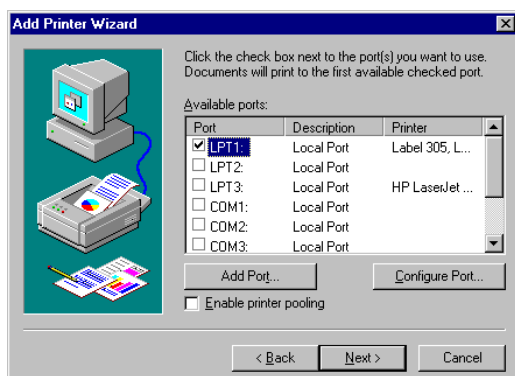 Add Printer Wizard
Click the check box next to the port(s) you want to use.
Documents will print to the first available checked port.
Available ports:
Port Description Printer
LPT1: Local Port Label 305, L...
LPT2: Local Port
LPT3: Local Port HP LaserJet ...
COM1: Local Port
COM2: Local Port
COM3: Local Port
Add Port... Configure Port...
Enable printer pooling
< Back Next > Cancel